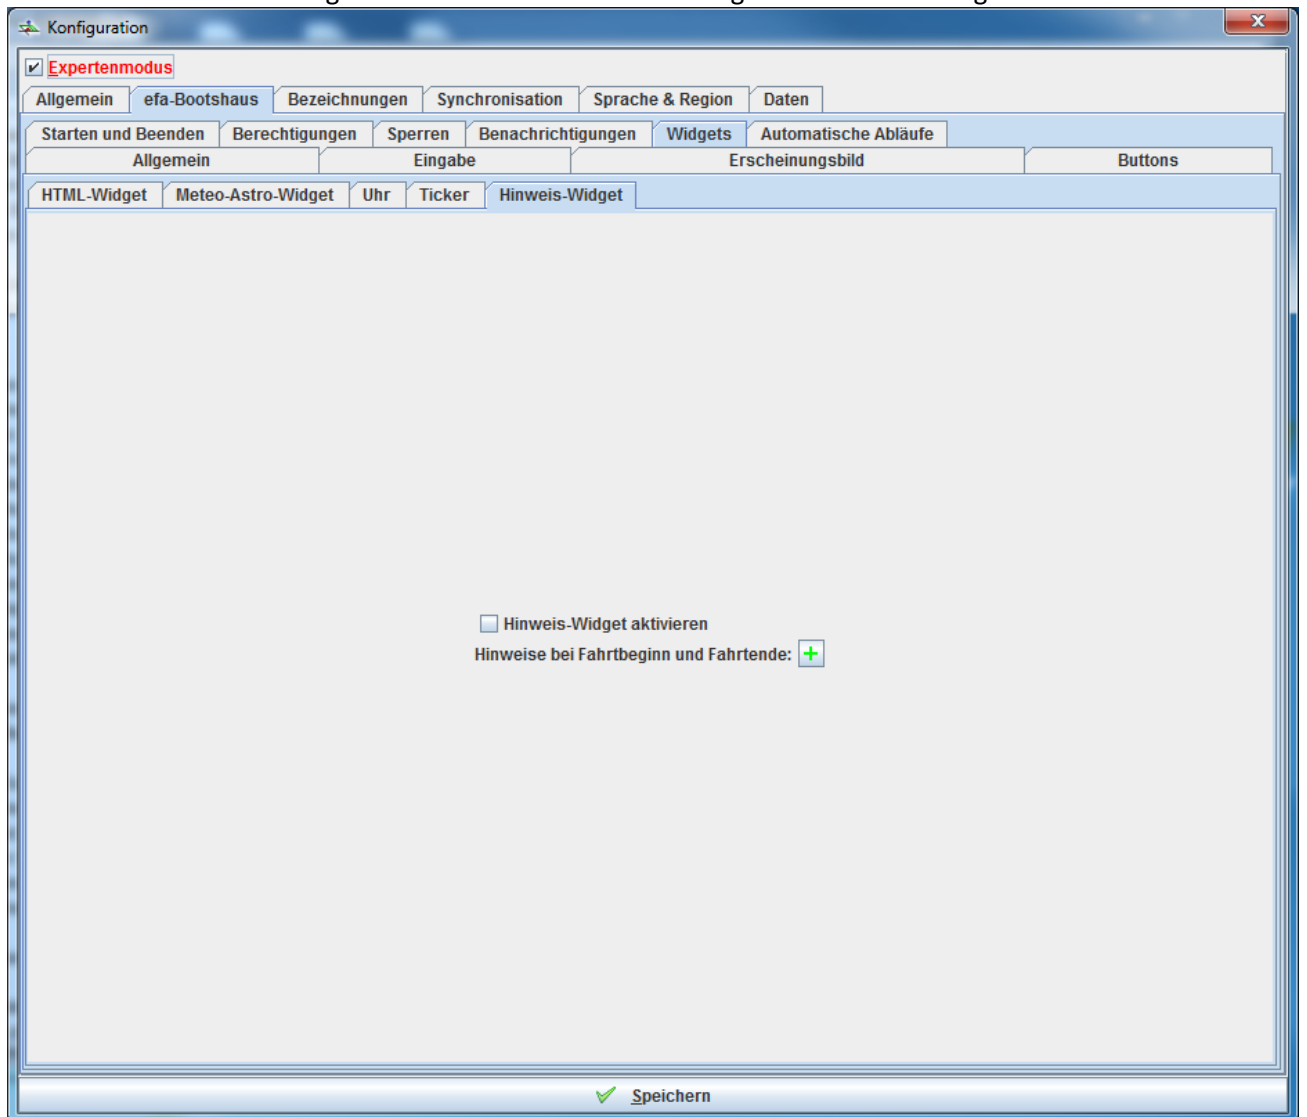 Konfiguration
Expertenmodus
Allgemein efa-Bootshaus Bezeichnungen Synchronisation Sprache & Region Daten
Starten und Beenden Berechtigungen Sperren Benachrichtigungen Widgets Automatische Abläufe
Allgemein Eingabe Erscheinungsbild Buttons
HTML-Widget Meteo-Astro-Widget Uhr Ticker Hinweis-Widget
Hinweis-Widget aktivieren
Hinweise bei Fahrtbeginn und Fahrtende:
Speichern